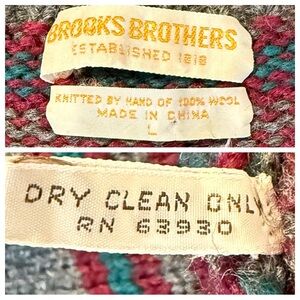 BROOKS BROTHERS
ESTABLISHED 1818
KNITTED BY HAND OF 100% WOOL
MADE IN CHINA
L
DRY CLEAN ONLY
RN 63930